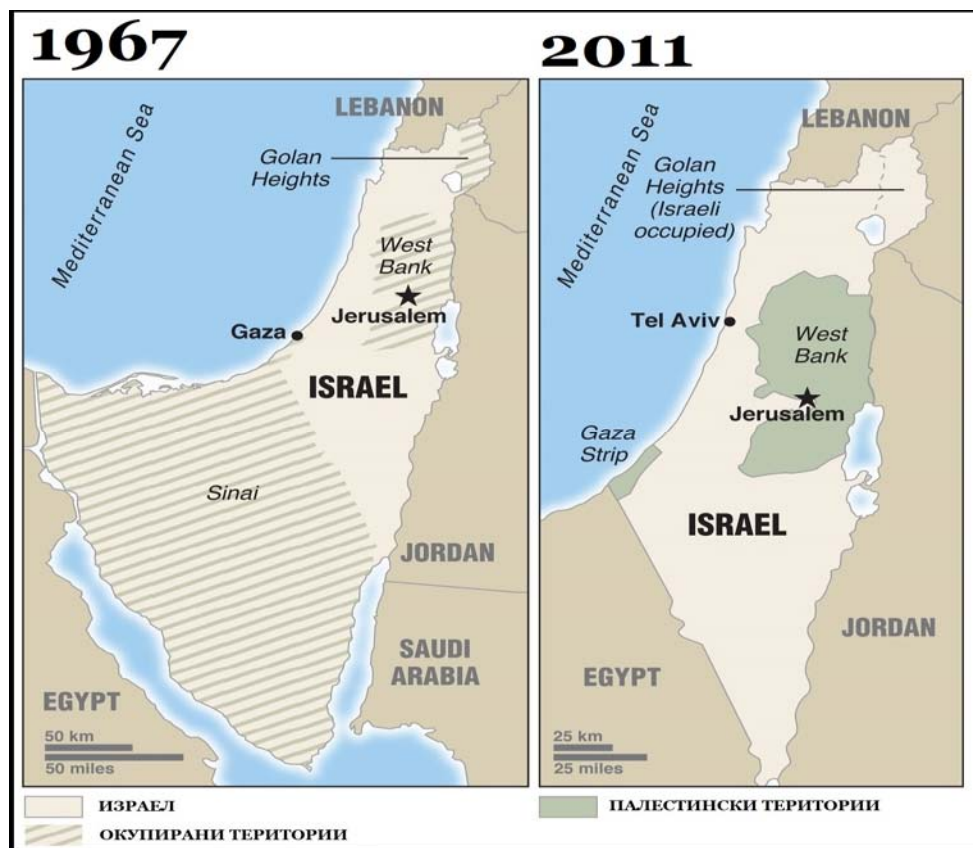 1967
Mediterranean Sea
LEBANON
Golan
Heights
West
Bank
Jerusalem
Gaza
ISRAEL
Sinai
JORDAN
SAUDI
ARABIA
EGYPT
50 km
50 miles
ИЗРАЕЛ
ОКУПИРАНИ ТЕРИТОРИИ
2011
Mediterranean Sea
LEBANON
Golan
Heights
(Israeli
occupied)
Tel Aviv
West
Bank
Jerusalem
Gaza
Strip
ISRAEL
JORDAN
EGYPT
25 km
25 miles
ПАЛЕСТИНСКИ ТЕРИТОРИИ